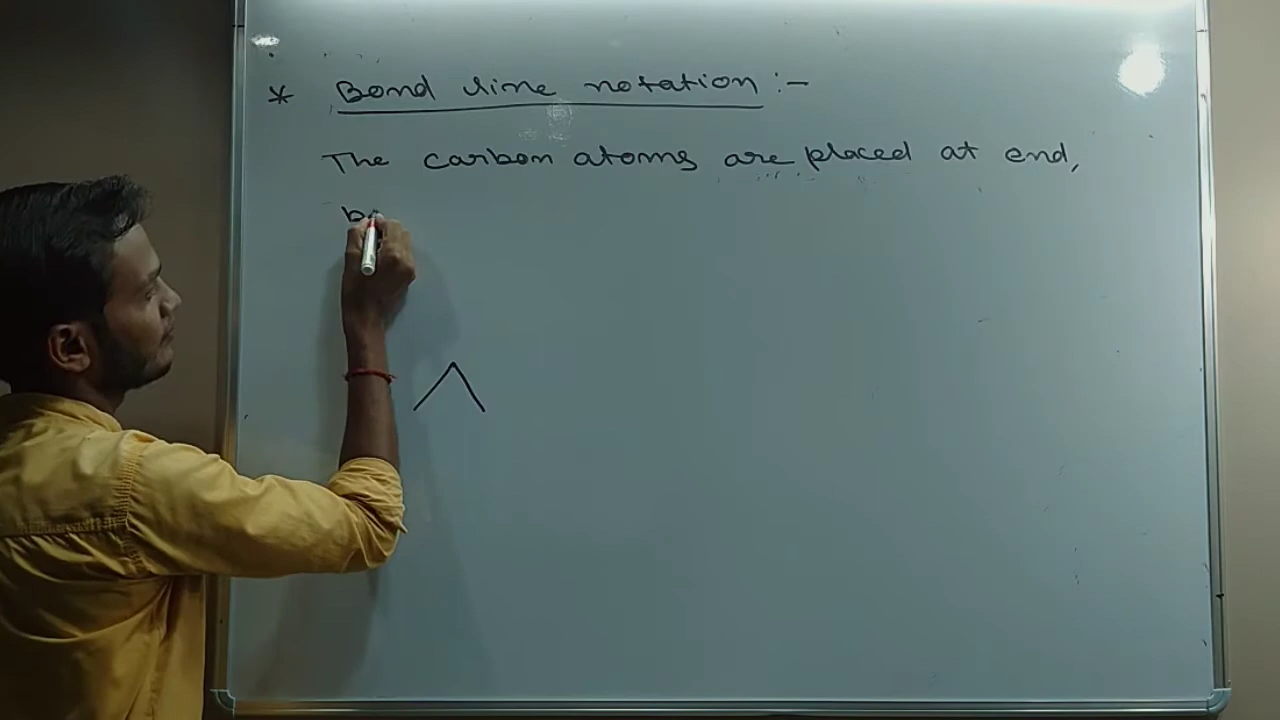 * Bond line notation :-
The carbon atoms are placed at end,